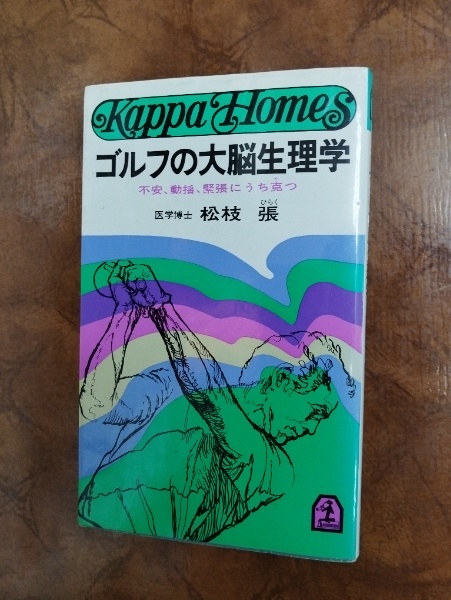 Kappa Homes
ゴルフの大脳生理学
不安、動揺、緊張にうち克つ
医学博士 松枝 張
ひらく